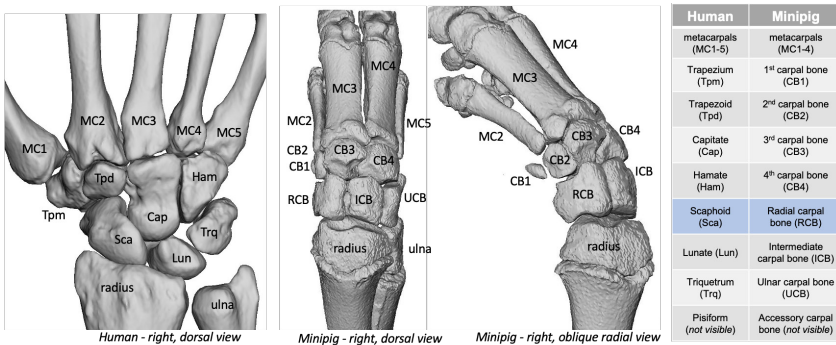 MC1
MC2
MC3
MC4
MC5
Tpm
Tpd
Cap
Ham
Sca
Lun
Trq
radius
ulna
Human - right, dorsal view
MC4
MC3
MC2
MC5
CB2
CB3
CB4
CB1
RCB
ICB
UCB
radius
ulna
Minipig - right, dorsal view
MC4
MC3
MC2
CB3
CB4
CB2
CB1
ICB
RCB
radius
Minipig - right, oblique radial view
Human Minipig
metacarpals (MC1-5)
metacarpals (MC1-4)
Trapezium (Tpm)
1st carpal bone (CB1)
Trapezoid (Tpd)
2nd carpal bone (CB2)
Capitate (Cap)
3rd carpal bone (CB3)
Hamate (Ham)
4th carpal bone (CB4)
Scaphoid (Sca)
Radial carpal bone (RCB)
Lunate (Lun)
Intermediate carpal bone (ICB)
Triquetrum (Trq)
Ulnar carpal bone (UCB)
Pisiform (not visible)
Accessory carpal bone (not visible)